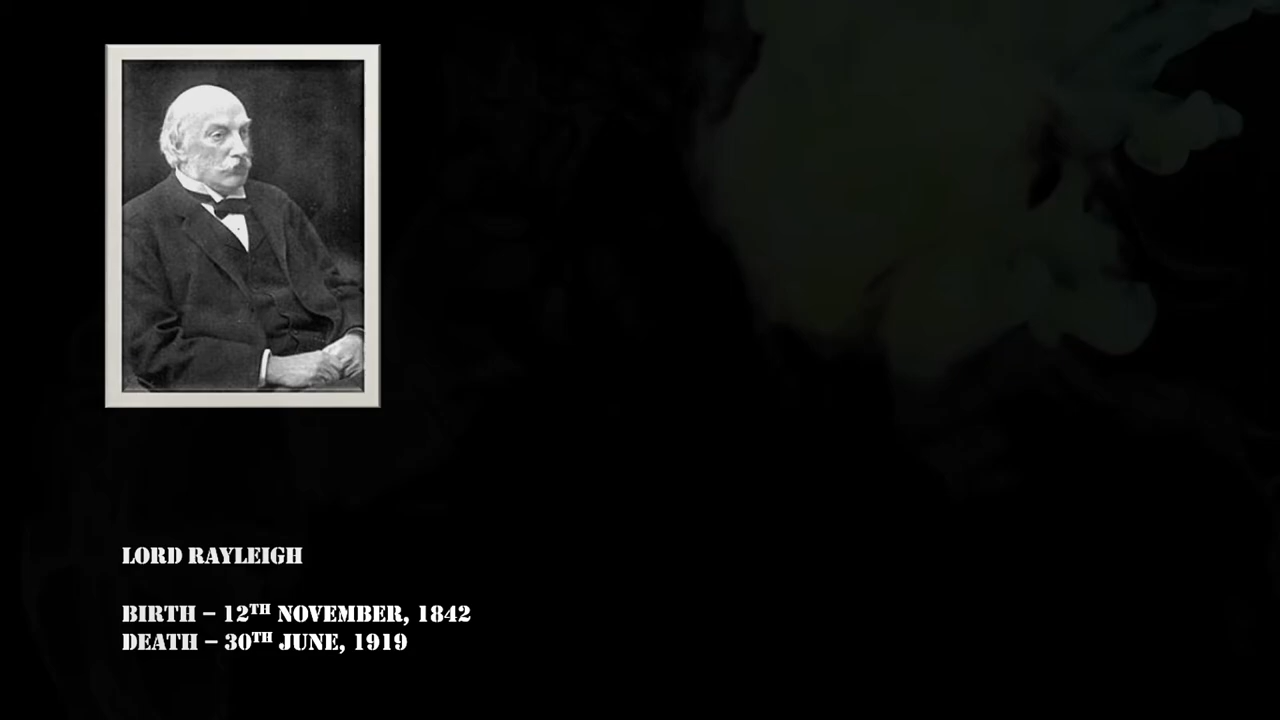 LORD RAYLEIGH
BIRTH – 12TH NOVEMBER, 1842
DEATH – 30TH JUNE, 1919